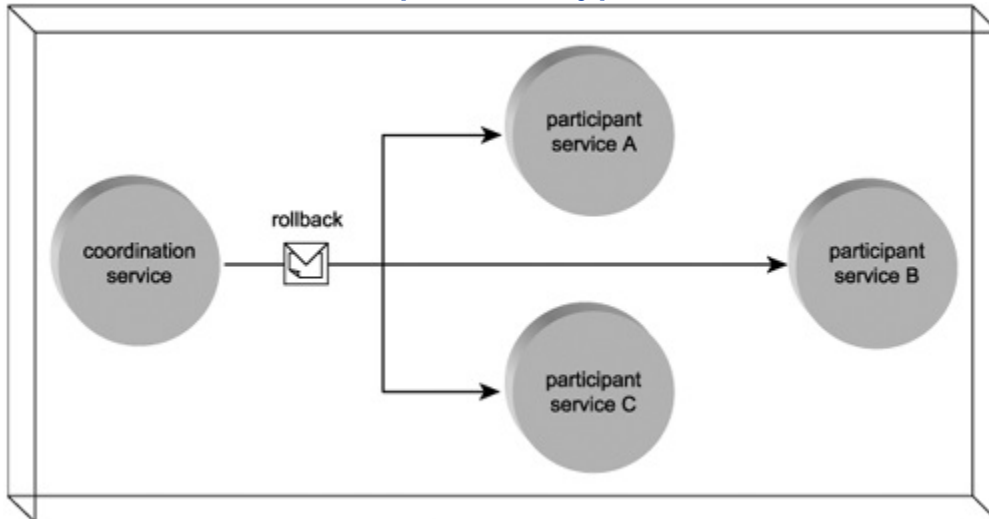 participant
service A
rollback
coordination
service
participant
service B
participant
service C